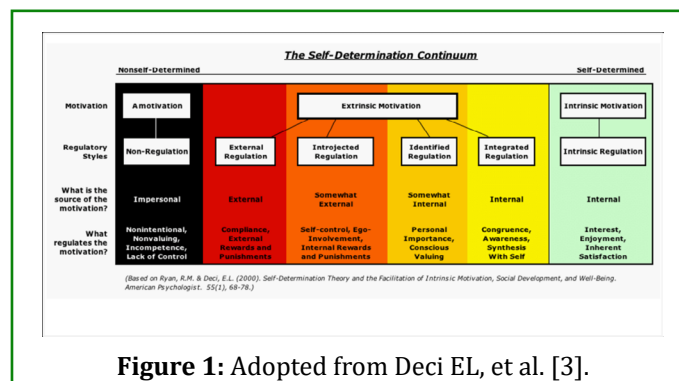 The Self-Determination Continuum
Nonself-Determined Self-Determined
Motivation Amotivation Extrinsic Motivation Intrinsic Motivation
Regulatory
Styles
Non-Regulation
External
Regulation
Introjected
Regulation
Identified
Regulation
Integrated
Regulation
Intrinsic Regulation
What is the
source of the
motivation?
Impersonal
External
Somewhat
External
Somewhat
Internal
Internal
Internal
What
regulates the
motivation?
Nonintentional,
Nonvaluing,
Incompetence,
Lack of Control
Compliance,
External
Rewards and
Punishments
Self-control, Ego-
Involvement,
Internal Rewards
and Punishments
Personal
Importance,
Conscious
Valuing
Congruence,
Awareness,
Synthesis
With Self
Interest,
Enjoyment,
Inherent
Satisfaction
(Based on Ryan, R.M. & Deci, E.L. (2000). Self-Determination Theory and the Facilitation of Intrinsic Motivation, Social Development, and Well-Being.
American Psychologist. 55(1), 68-78.)
Figure 1: Adopted from Deci EL, et al. [3].